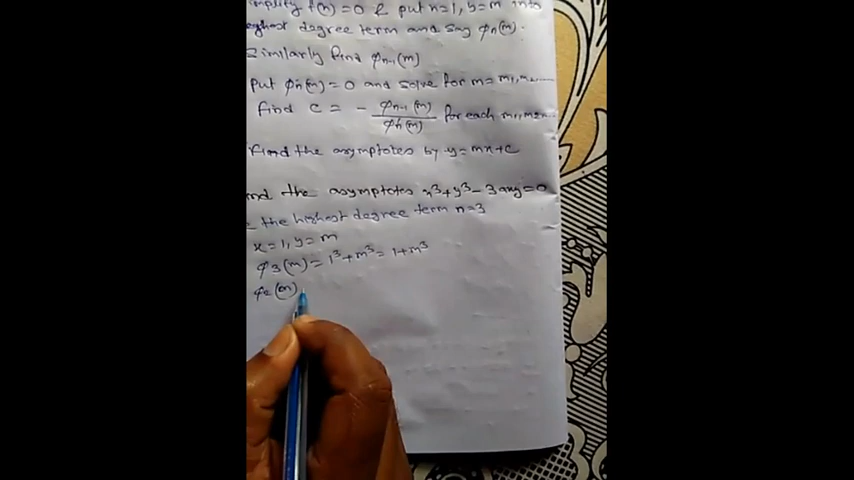 f(n)=0 & put x=1, y=m into
degree term and say φn(m).
Similarly find φn-1(m)
put φn(m)=0 and solve for m=m1,m2,.....
find c = - φn-1(m) / φ'n(m) for each m1,m2...
find the asymptotes by y=mx+c
the asymptotes x³+y³-3axy=0
the highest degree term n=3
x=1, y=m
φ3(m)=1³+m³=1+m³
φ2(m)